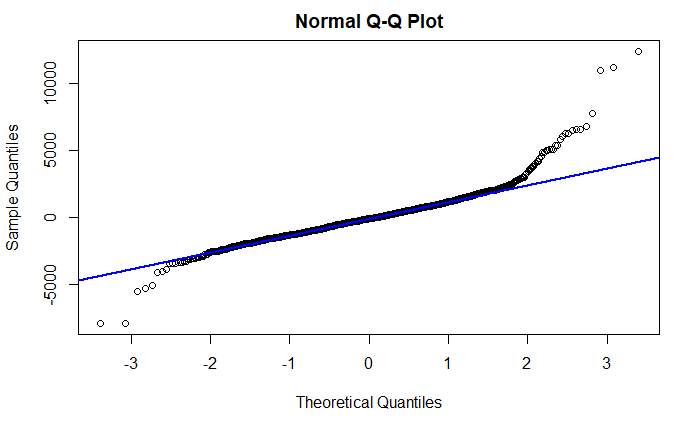 Normal Q-Q Plot
Sample Quantiles
10000
5000
0
-5000
-3 -2 -1 0 1 2 3
Theoretical Quantiles